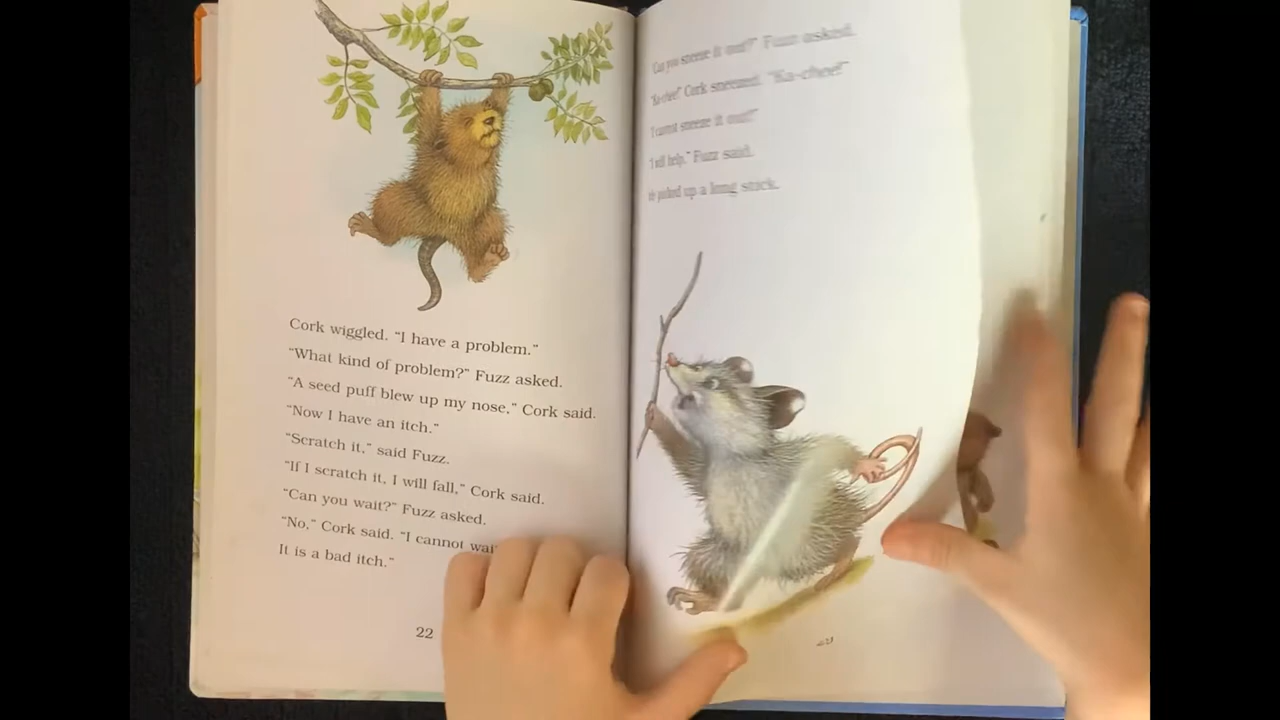 Cork wiggled. “I have a problem.”
“What kind of problem?” Fuzz asked.
“A seed puff blew up my nose,” Cork said.
“Now I have an itch.”
“Scratch it,” said Fuzz.
“If I scratch it, I will fall,” Cork said.
“Can you wait?” Fuzz asked.
“No,” Cork said. “I cannot wai
It is a bad itch.”
22
Can you sneeze it out?” Fuzz asked.
“Ka-chee!” Cork sneezed. “Ka-chee!”
“I cannot sneeze it out!”
“I will help,” Fuzz said.
He picked up a long stick.
23